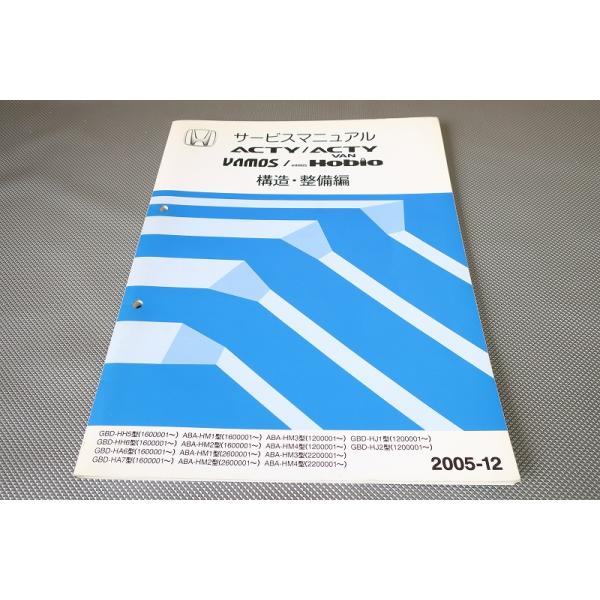 サービスマニュアル
ACTY/ACTY VAN
VAMOS/VAMOS Hobio
構造・整備編
GBD-HH5型(1600001〜) ABA-HM1型(1600001〜) ABA-HM3型(1200001〜) GBD-HJ1型(1200001〜)
GBD-HH6型(1600001〜) ABA-HM2型(1600001〜) ABA-HM4型(1200001〜) GBD-HJ2型(1200001〜)
GBD-HA6型(1600001〜) ABA-HM1型(2600001〜) ABA-HM3型(2200001〜)
GBD-HA7型(1600001〜) ABA-HM2型(2600001〜) ABA-HM4型(2200001〜)
2005-12